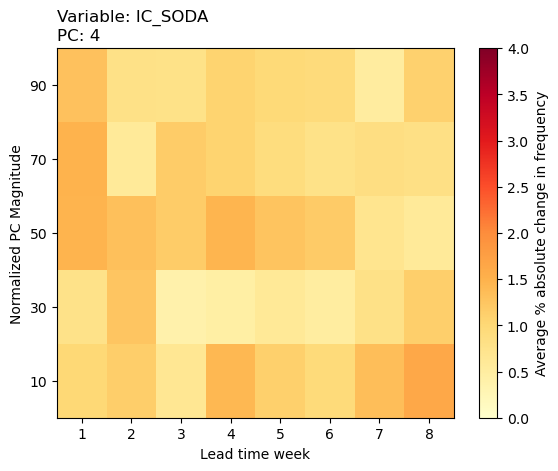 Variable: IC_SODA
PC: 4
Normalized PC Magnitude
90
70
50
30
10
1 2 3 4 5 6 7 8
Lead time week
4.0
3.5
3.0
2.5
2.0
1.5
1.0
0.5
0.0
Average % absolute change in frequency